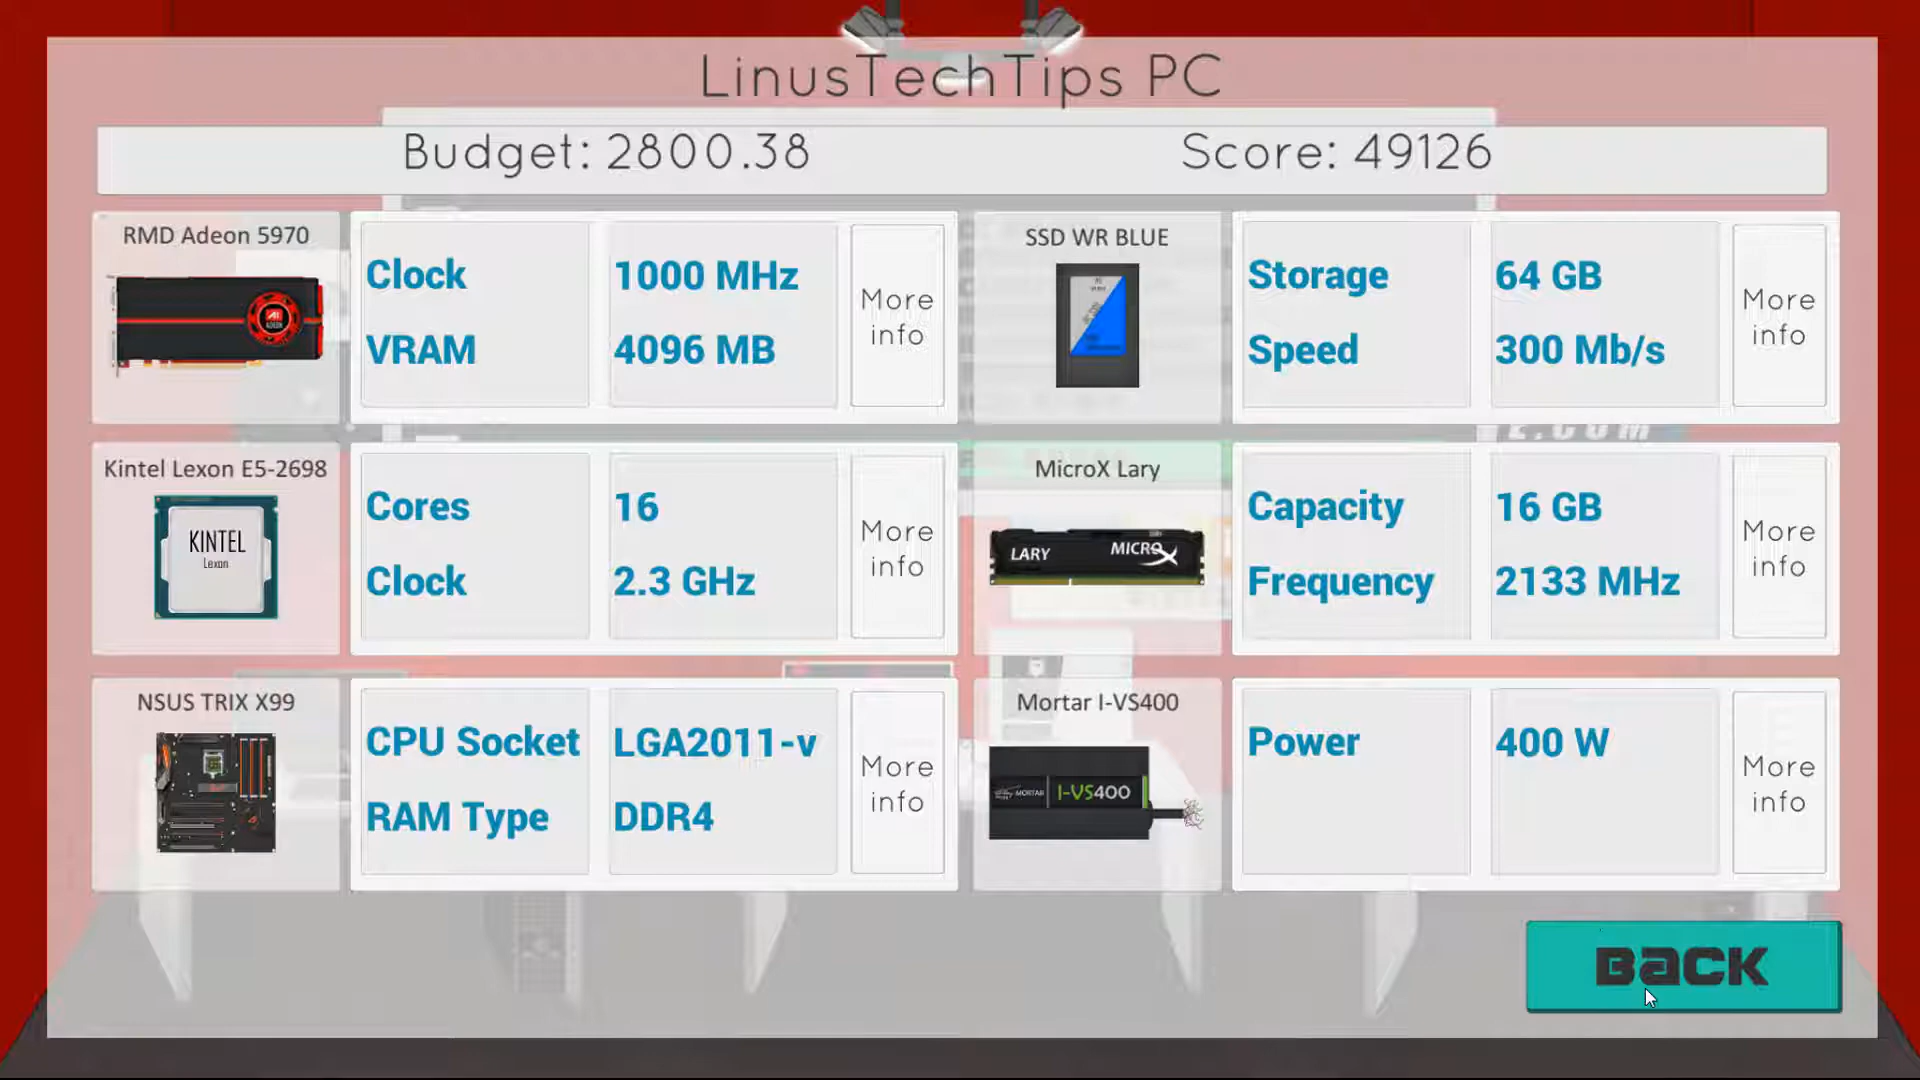 LinusTechTips PC
Budget: 2800.38
Score: 49126
RMD Adeon 5970
Clock 1000 MHz
VRAM 4096 MB
More info
SSD WR BLUE
Storage 64 GB
Speed 300 Mb/s
More info
Kintel Lexon E5-2698
KINTEL
Lexon
Cores 16
Clock 2.3 GHz
More info
MicroX Lary
LARY MICROX
Capacity 16 GB
Frequency 2133 MHz
More info
NSUS TRIX X99
CPU Socket LGA2011-v
RAM Type DDR4
More info
Mortar I-VS400
MORTAR I-VS400
Power 400 W
More info
BACK